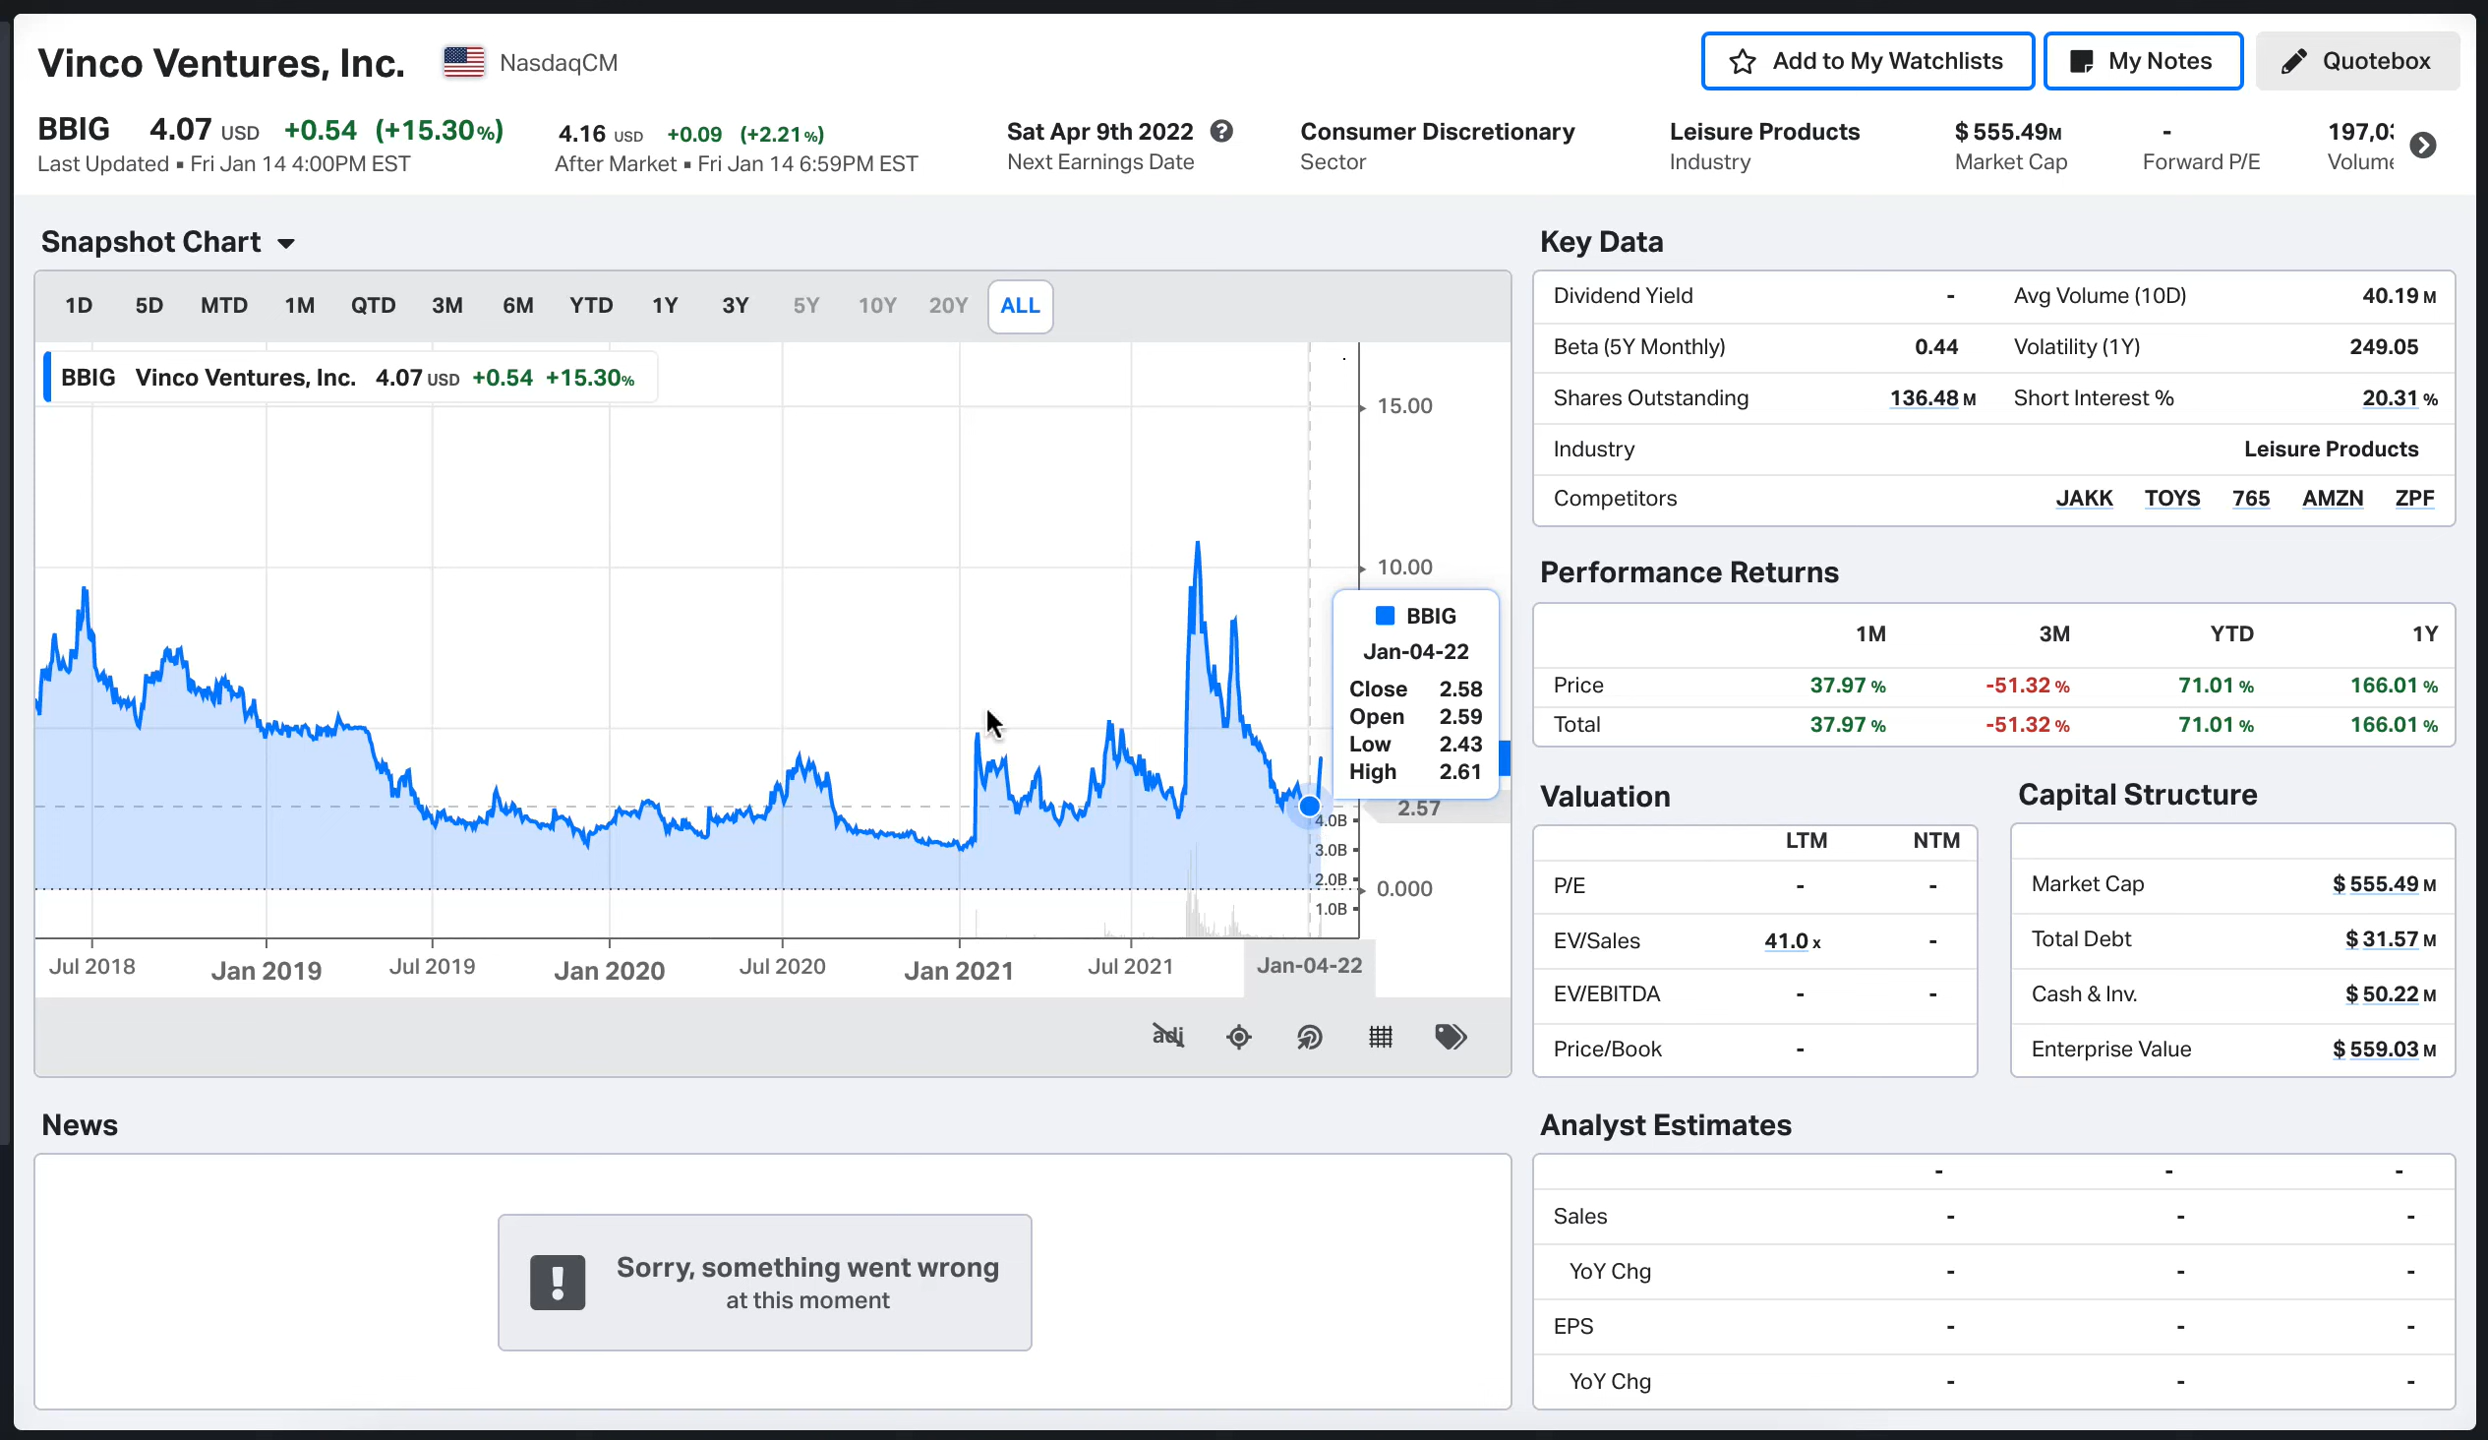 Vinco Ventures, Inc. NasdaqCM
Add to My Watchlists My Notes Quotebox
BBIG 4.07 USD +0.54 (+15.30%)
Last Updated ▪ Fri Jan 14 4:00PM EST
4.16 USD +0.09 (+2.21%)
After Market ▪ Fri Jan 14 6:59PM EST
Sat Apr 9th 2022 ?
Next Earnings Date
Consumer Discretionary
Sector
Leisure Products
Industry
$ 555.49M
Market Cap
-
Forward P/E
197,0
Volume
Snapshot Chart
1D 5D MTD 1M QTD 3M 6M YTD 1Y 3Y 5Y 10Y 20Y ALL
BBIG Vinco Ventures, Inc. 4.07 USD +0.54 +15.30%
15.00
10.00
BBIG
Jan-04-22
Close 2.58
Open 2.59
Low 2.43
High 2.61
2.57
4.0B
3.0B
2.0B
0.000
1.0B
Jul 2018 Jan 2019 Jul 2019 Jan 2020 Jul 2020 Jan 2021 Jul 2021 Jan-04-22
adj
Key Data
Dividend Yield - Avg Volume (10D) 40.19 M
Beta (5Y Monthly) 0.44 Volatility (1Y) 249.05
Shares Outstanding 136.48 M Short Interest % 20.31 %
Industry Leisure Products
Competitors JAKK TOYS 765 AMZN ZPF
Performance Returns
1M 3M YTD 1Y
Price 37.97 % -51.32 % 71.01 % 166.01 %
Total 37.97 % -51.32 % 71.01 % 166.01 %
Valuation
LTM NTM
P/E - -
EV/Sales 41.0 x -
EV/EBITDA - -
Price/Book -
Capital Structure
Market Cap $ 555.49 M
Total Debt $ 31.57 M
Cash & Inv. $ 50.22 M
Enterprise Value $ 559.03 M
News
Sorry, something went wrong
at this moment
Analyst Estimates
- - -
Sales - - -
YoY Chg - - -
EPS - - -
YoY Chg - - -